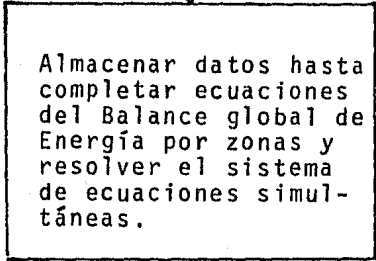 Almacenar datos hasta
completar ecuaciones
del Balance global de
Energía por zonas y
resolver el sistema
de ecuaciones simul-
táneas.